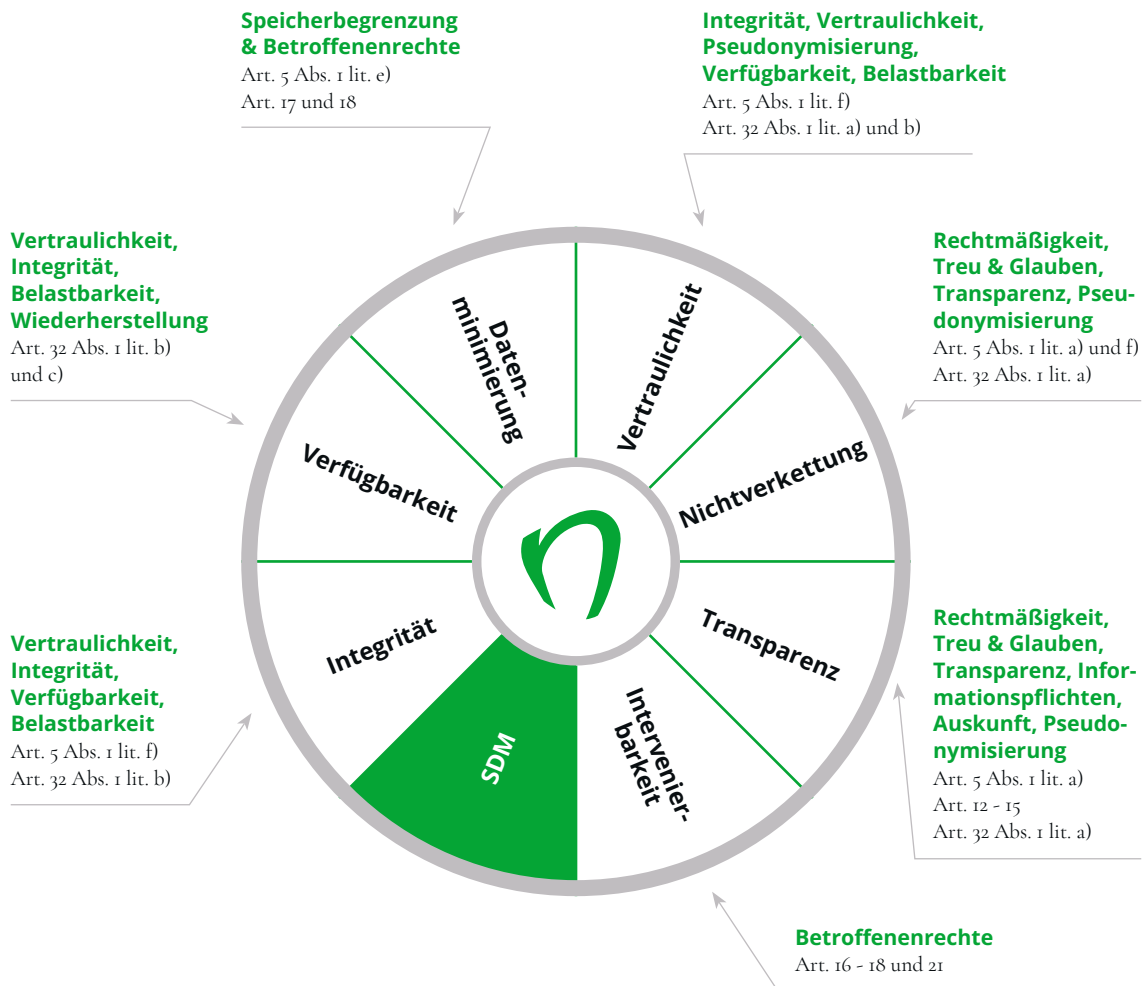 Speicherbegrenzung
& Betroffenenrechte
Art. 5 Abs. 1 lit. e)
Art. 17 und 18
Integrität, Vertraulichkeit,
Pseudonymisierung,
Verfügbarkeit, Belastbarkeit
Art. 5 Abs. 1 lit. f)
Art. 32 Abs. 1 lit. a) und b)
Vertraulichkeit,
Integrität,
Belastbarkeit,
Wiederherstellung
Art. 32 Abs. 1 lit. b)
und c)
Rechtmäßigkeit,
Treu & Glauben,
Transparenz, Pseu-
donymisierung
Art. 5 Abs. 1 lit. a) und f)
Art. 32 Abs. 1 lit. a)
Daten-
minimierung
Vertraulichkeit
Verfügbarkeit
Nichtverkettung
n
Integrität
Transparenz
SDM
Intervenier-
barkeit
Vertraulichkeit,
Integrität,
Verfügbarkeit,
Belastbarkeit
Art. 5 Abs. 1 lit. f)
Art. 32 Abs. 1 lit. b)
Rechtmäßigkeit,
Treu & Glauben,
Transparenz, Infor-
mationspflichten,
Auskunft, Pseudo-
nymisierung
Art. 5 Abs. 1 lit. a)
Art. 12 - 15
Art. 32 Abs. 1 lit. a)
Betroffenenrechte
Art. 16 - 18 und 21